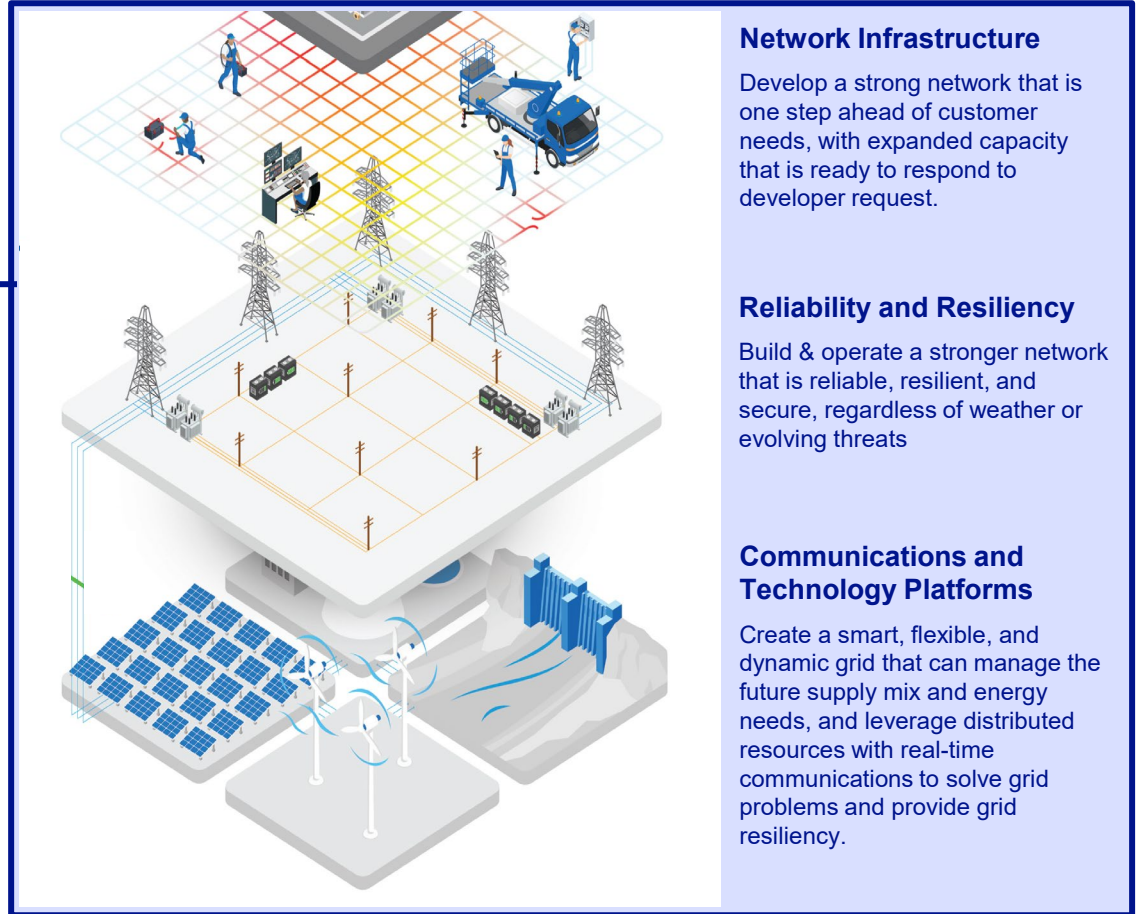 Network Infrastructure
Develop a strong network that is
one step ahead of customer
needs, with expanded capacity
that is ready to respond to
developer request.
Reliability and Resiliency
Build & operate a stronger network
that is reliable, resilient, and
secure, regardless of weather or
evolving threats
Communications and
Technology Platforms
Create a smart, flexible, and
dynamic grid that can manage the
future supply mix and energy
needs, and leverage distributed
resources with real-time
communications to solve grid
problems and provide grid
resiliency.